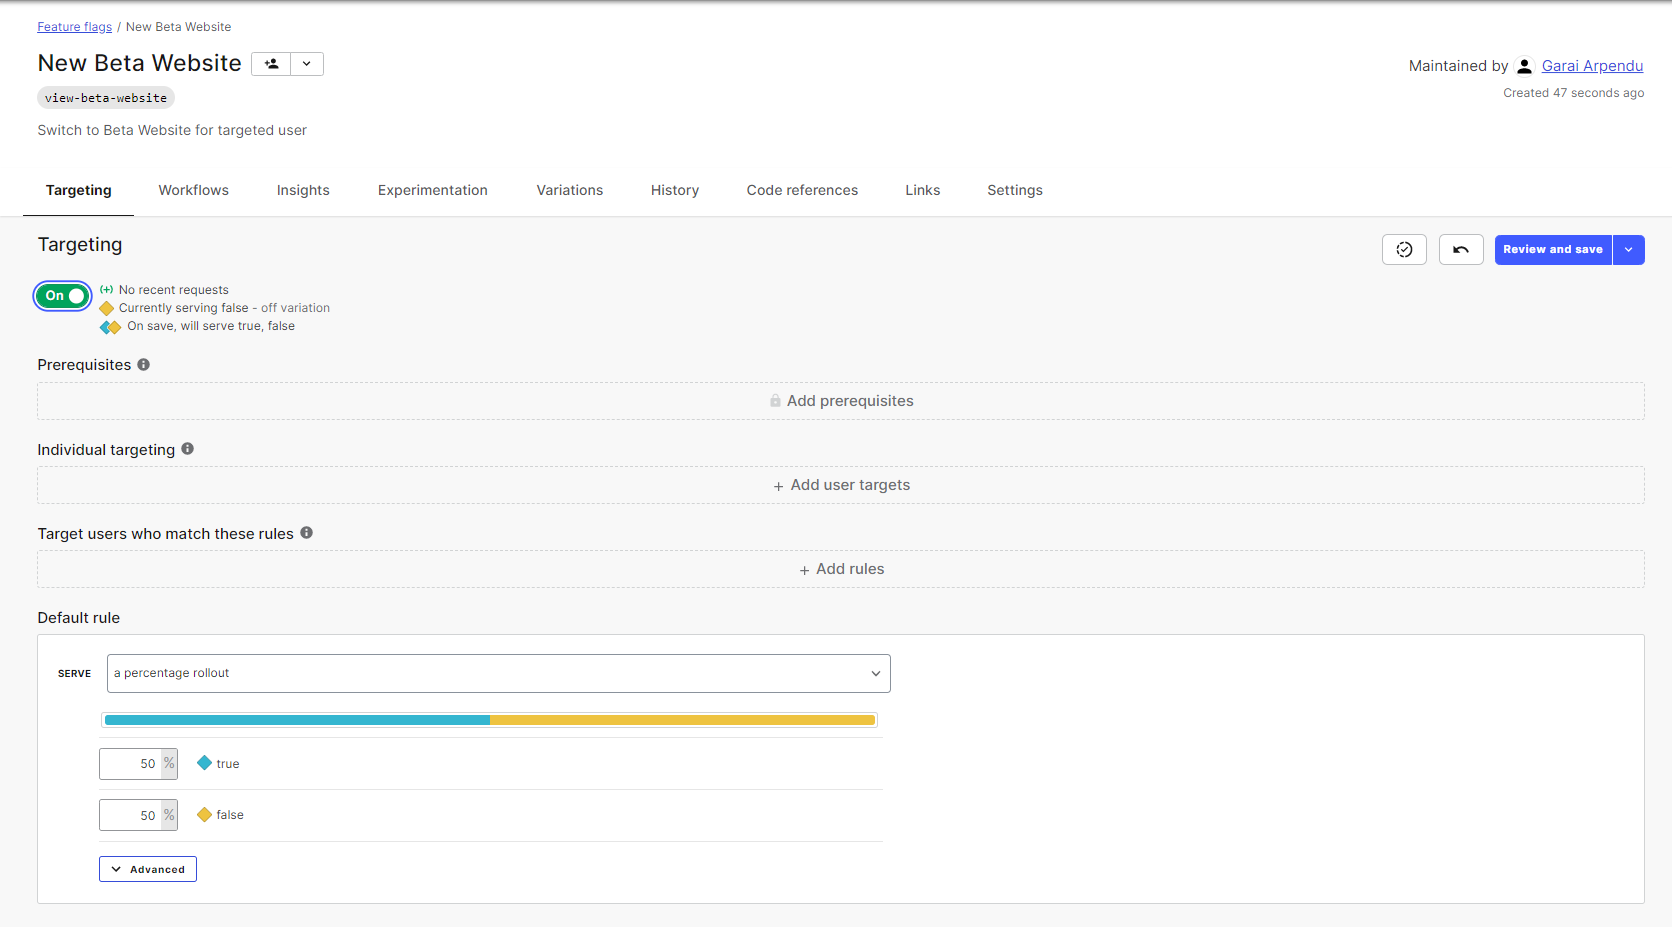 Feature flags / New Beta Website
New Beta Website
Maintained by Garai Arpendu
view-beta-website
Created 47 seconds ago
Switch to Beta Website for targeted user
Targeting Workflows Insights Experimentation Variations History Code references Links Settings
Targeting
Review and save
On
(+) No recent requests
Currently serving false - off variation
On save, will serve true, false
Prerequisites
Add prerequisites
Individual targeting
+ Add user targets
Target users who match these rules
+ Add rules
Default rule
SERVE a percentage rollout
50 % true
50 % false
Advanced